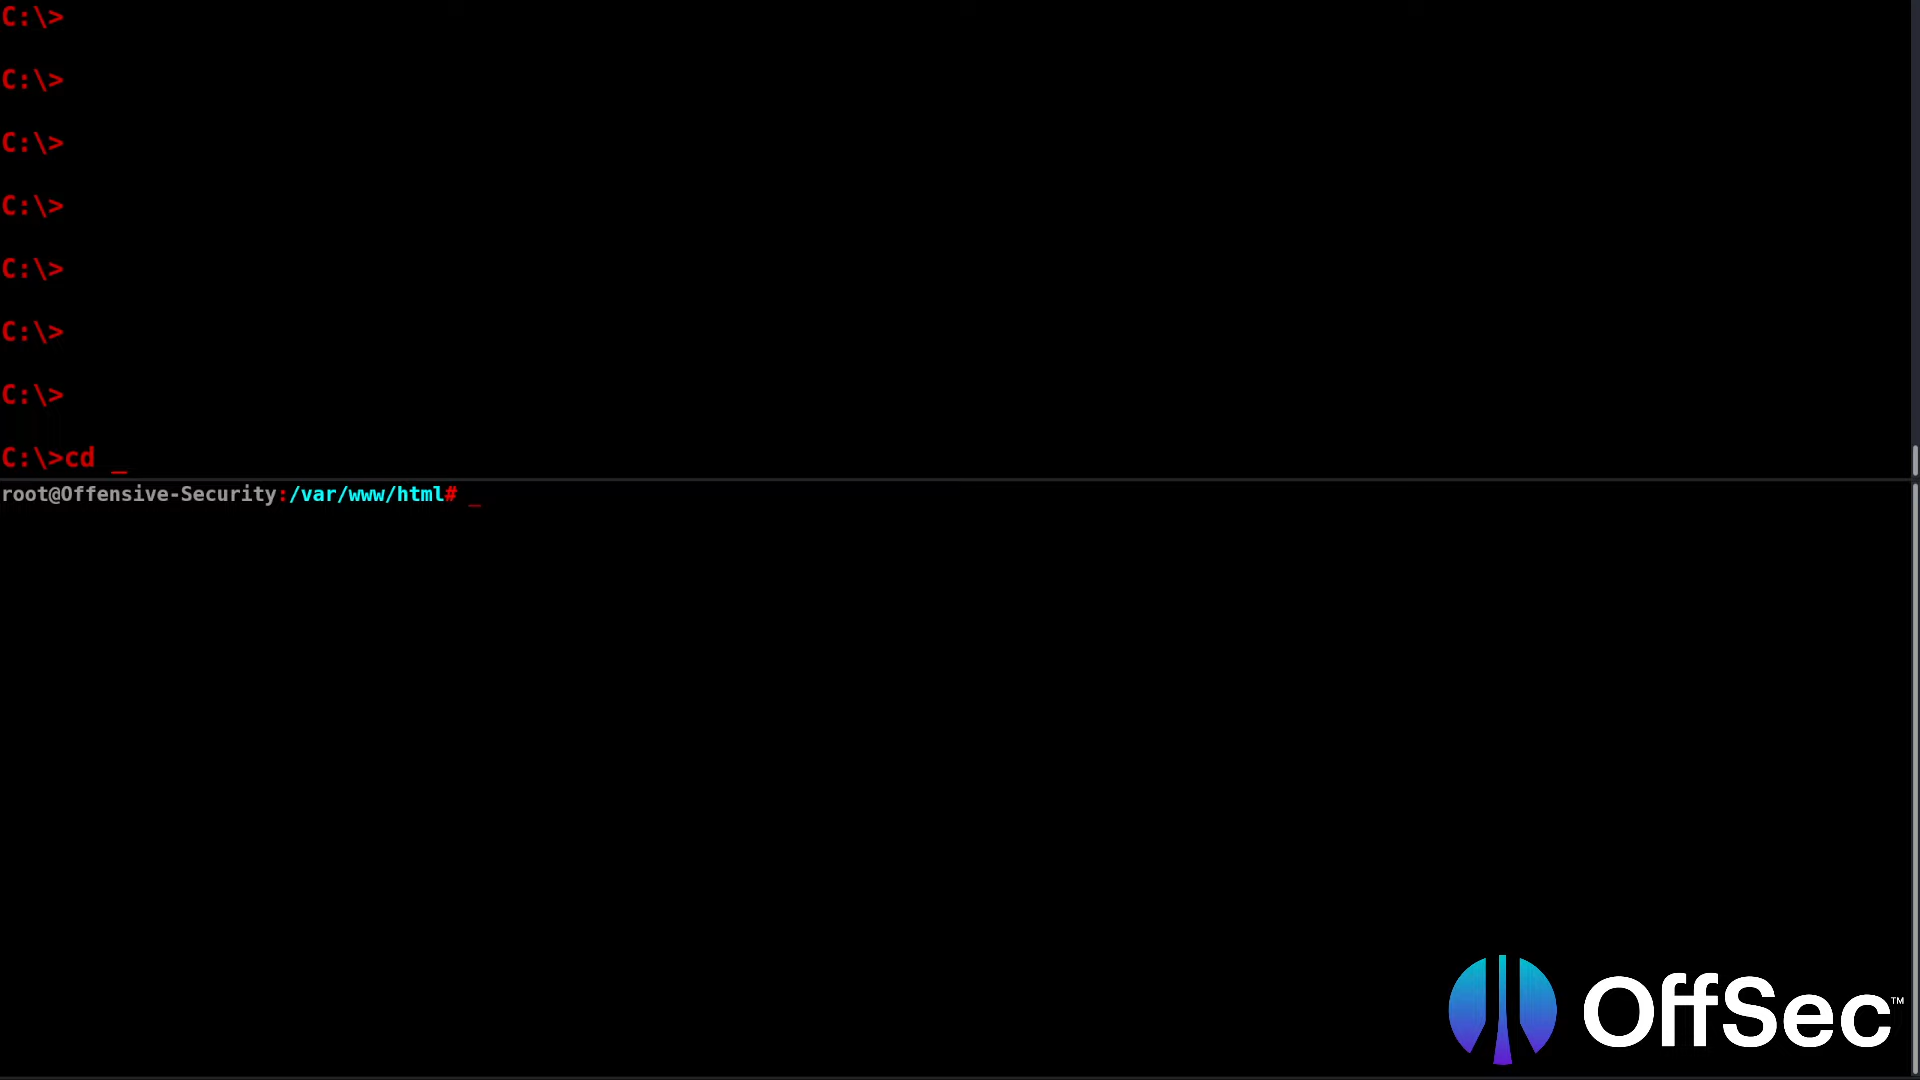 C:\>
C:\>
C:\>
C:\>
C:\>
C:\>
C:\>
C:\>cd _
root@Offensive-Security:/var/www/html# _
OffSec™